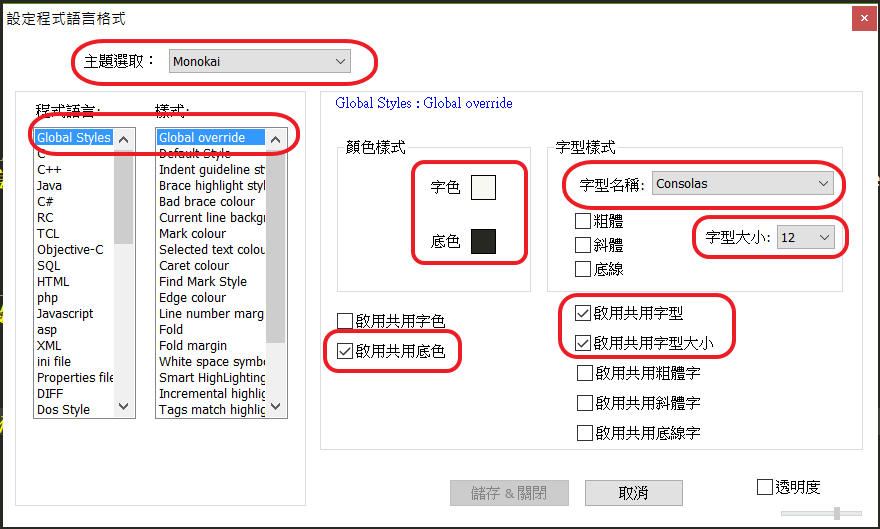 設定程式語言格式
主題選取：
Monokai
程式語言:
Global Styles
C
C++
Java
C#
RC
TCL
Objective-C
SQL
HTML
php
Javascript
asp
XML
ini file
Properties file
DIFF
Dos Style
樣式:
Global override
Default Style
Indent guideline st
Brace highlight styl
Bad brace colour
Current line backgr
Mark colour
Selected text colou
Caret colour
Find Mark Style
Edge colour
Line number marg
Fold
Fold margin
White space symbo
Smart HighLighting
Incremental highlig
Tags match highlig
Global Styles : Global override
顏色樣式
字色
底色
啟用共用字色
啟用共用底色
字型樣式
字型名稱:
Consolas
粗體
斜體
底線
字型大小:
12
啟用共用字型
啟用共用字型大小
啟用共用粗體字
啟用共用斜體字
啟用共用底線字
儲存 & 關閉
取消
透明度